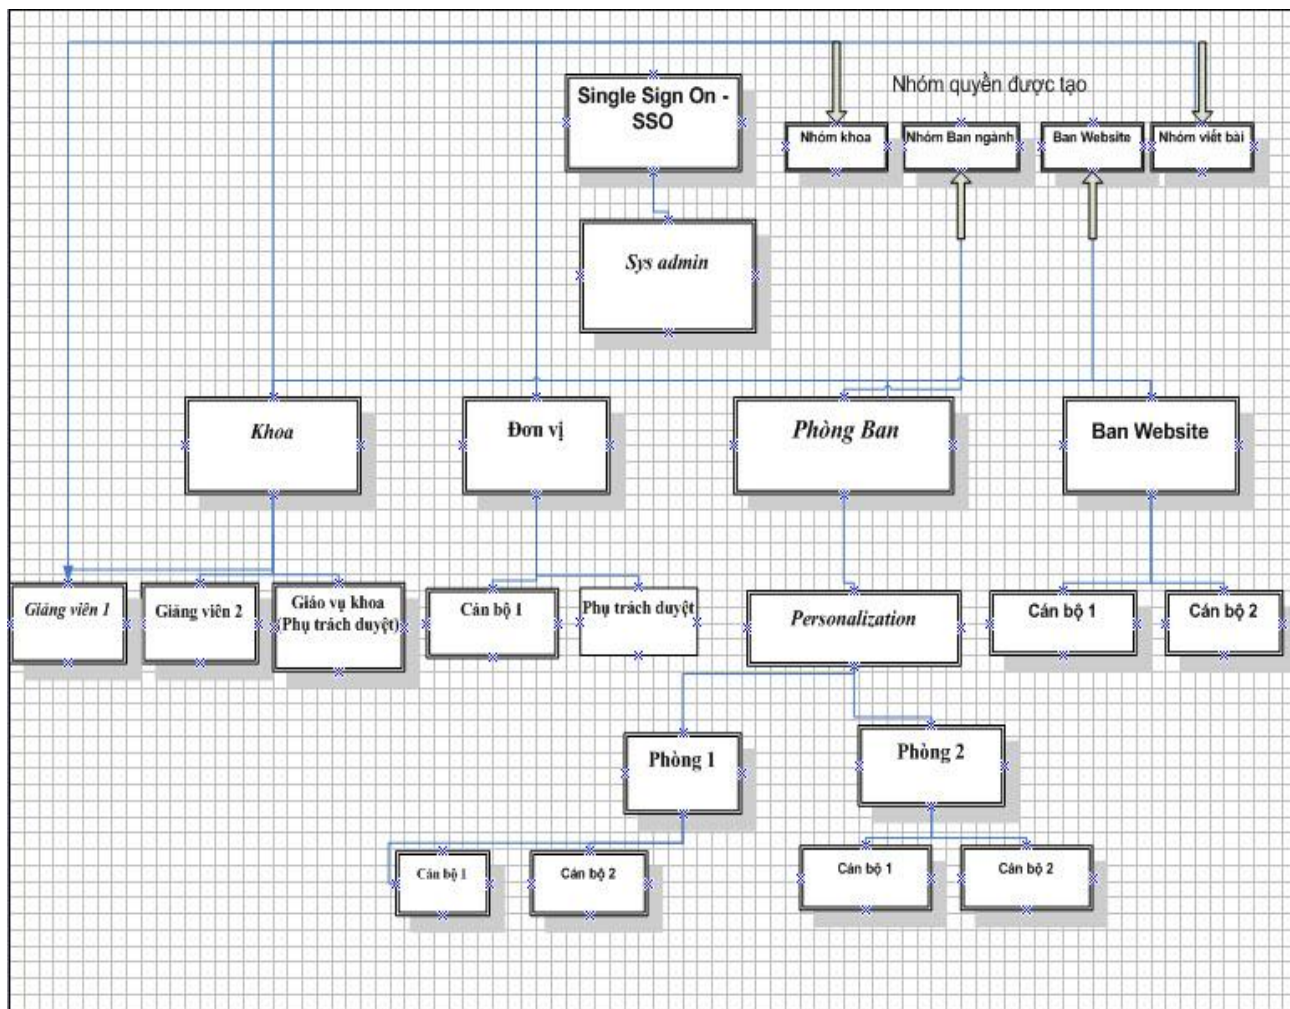 Single Sign On -
SSO
Nhóm quyền được tạo
Nhóm khoa
Nhóm Ban ngành
Ban Website
Nhóm viết bài
Sys admin
Khoa
Đơn vị
Phòng Ban
Ban Website
Giảng viên 1
Giảng viên 2
Giáo vụ khoa
(Phụ trách duyệt)
Cán bộ 1
Phụ trách duyệt
Personalization
Cán bộ 1
Cán bộ 2
Phòng 1
Phòng 2
Cán bộ 1
Cán bộ 2
Cán bộ 1
Cán bộ 2